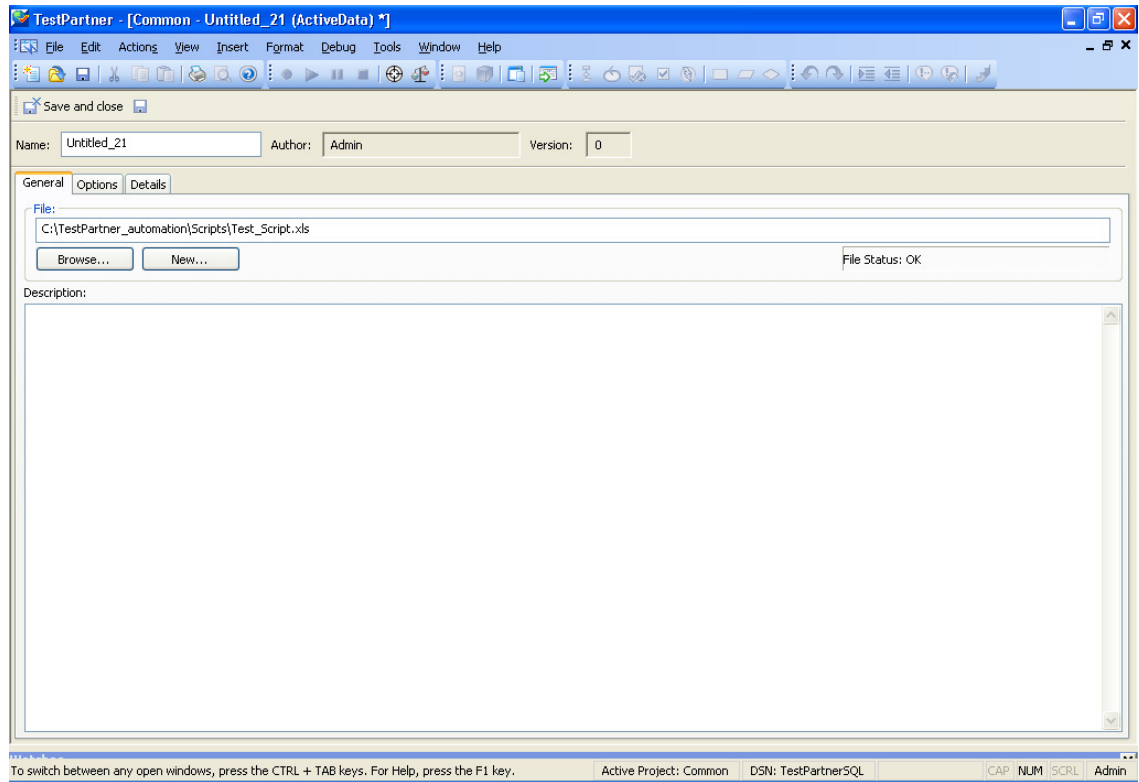 TestPartner - [Common - Untitled_21 (ActiveData) *]
File Edit Actions View Insert Format Debug Tools Window Help
Save and close
Name: Untitled_21 Author: Admin Version: 0
General Options Details
File:
C:\TestPartner_automation\Scripts\Test_Script.xls
Browse... New... File Status: OK
Description:
To switch between any open windows, press the CTRL + TAB keys. For Help, press the F1 key. Active Project: Common DSN: TestPartnerSQL CAP NUM SCRL Admin